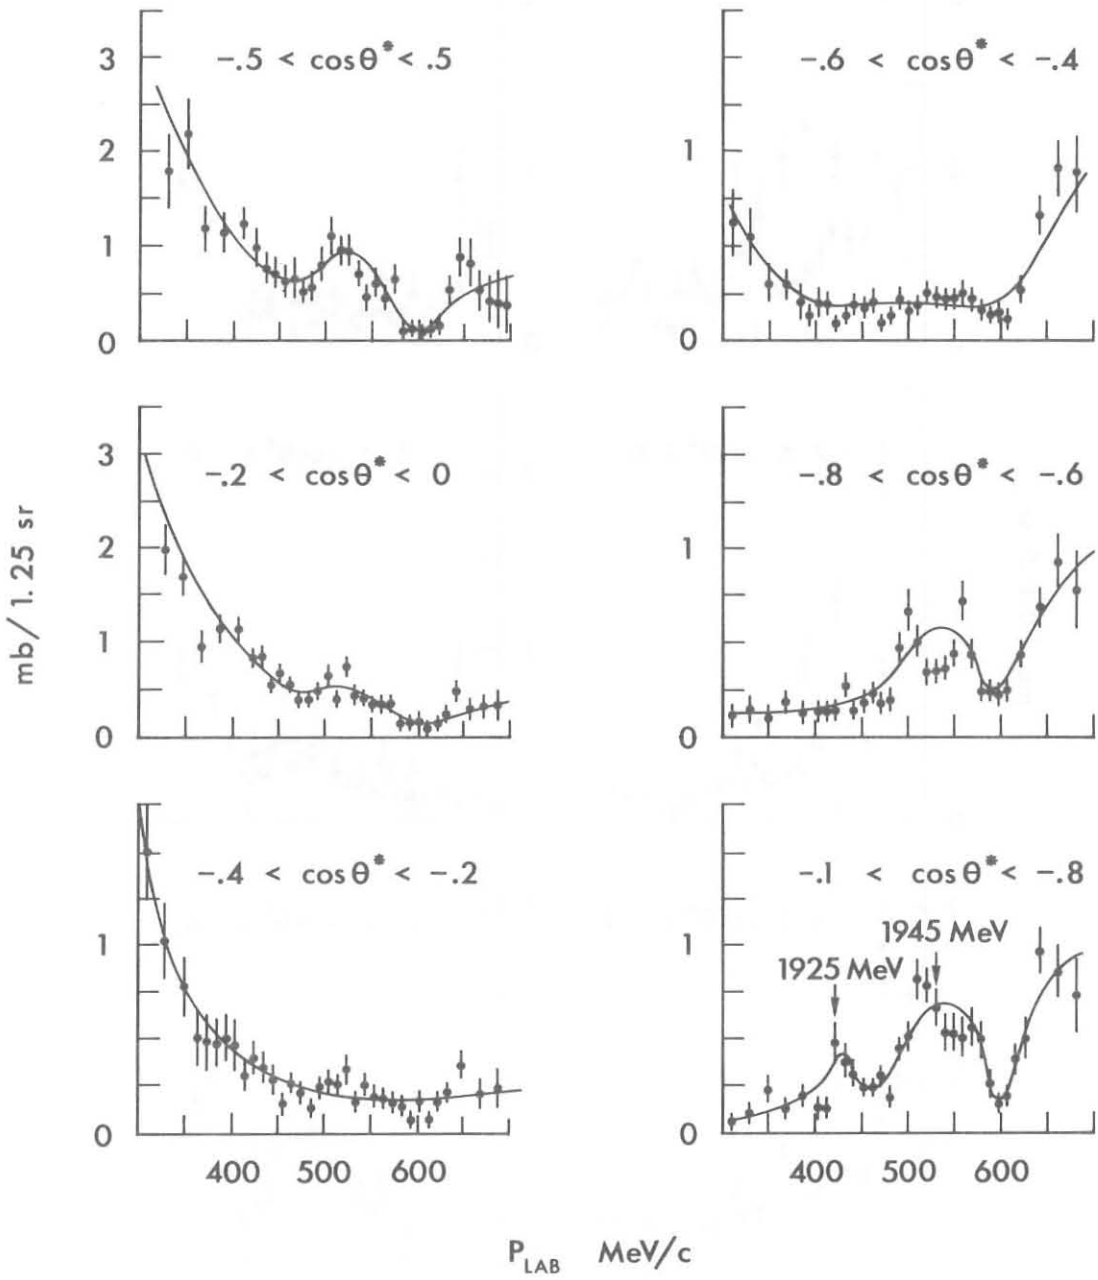 -.5 < cosθ* < .5
3
2
1
0
-.6 < cosθ* < -.4
1
0
-.2 < cosθ* < 0
3
2
1
0
-.8 < cosθ* < -.6
1
0
-.4 < cosθ* < -.2
1
0
400 500 600
-.1 < cosθ* < -.8
1945 MeV
1925 MeV
1
0
400 500 600
mb/1.25 sr
P_LAB MeV/c